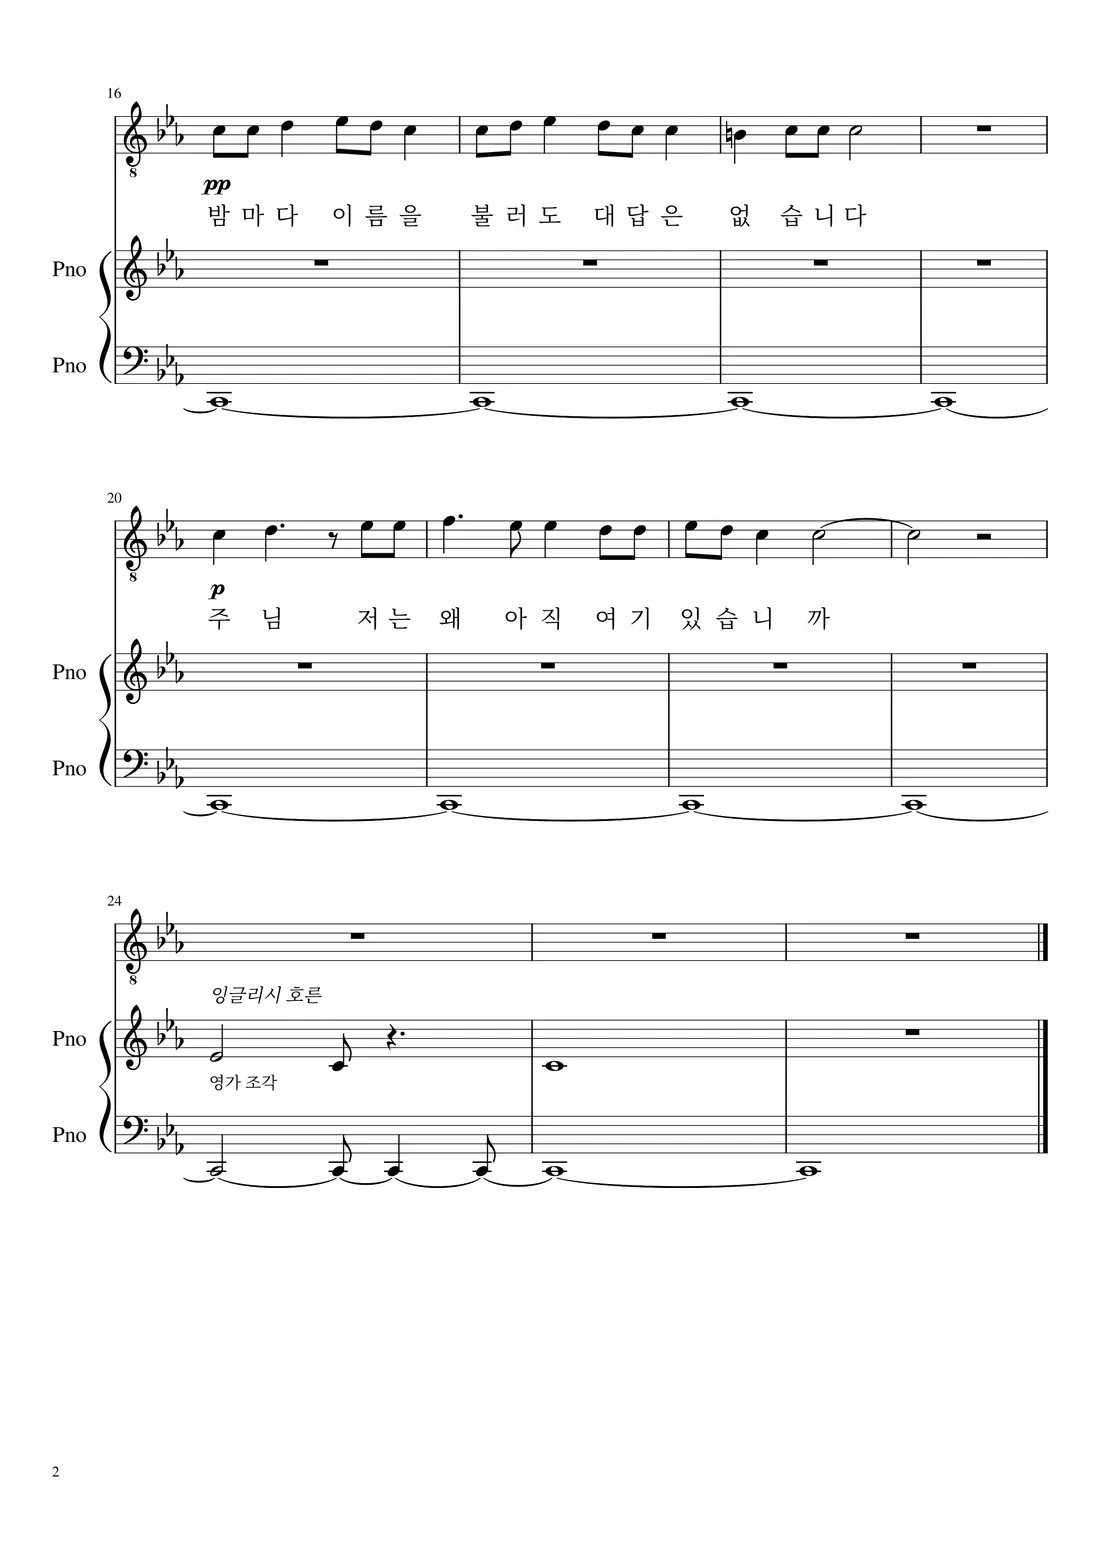 16
pp
밤 마 다 이 름 을 불 러 도 대 답 은 없 습 니 다
Pno
Pno
20
p
주 님 저 는 왜 아 직 여 기 있 습 니 까
Pno
Pno
24
잉글리시 호른
Pno
영가 조각
Pno
2